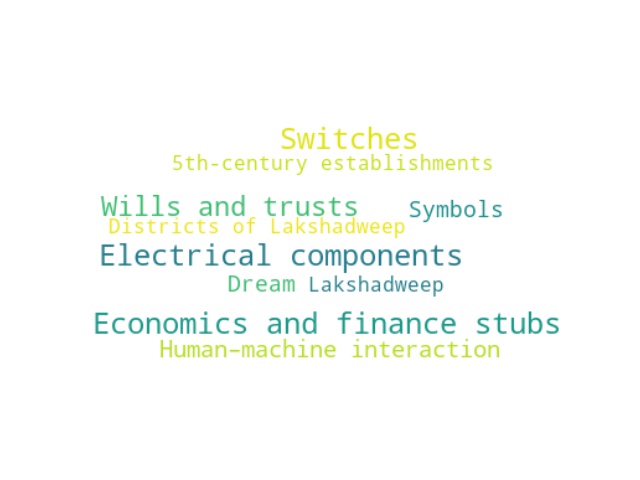 Switches
5th-century establishments
Wills and trusts
Symbols
Districts of Lakshadweep
Electrical components
Dream
Lakshadweep
Economics and finance stubs
Human–machine interaction